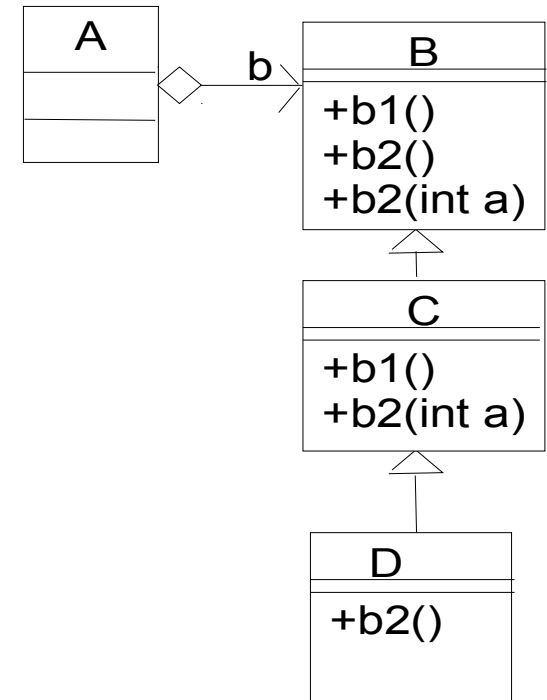 A
b
B
+b1()
+b2()
+b2(int a)
C
+b1()
+b2(int a)
D
+b2()